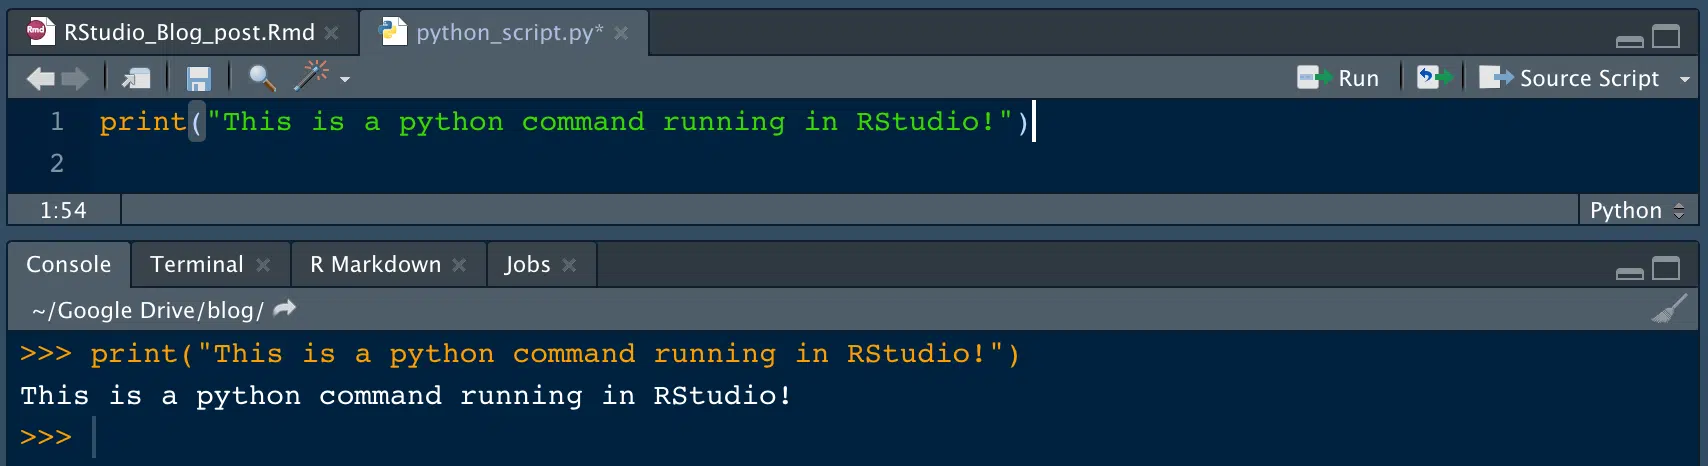 RStudio_Blog_post.Rmd python_script.py*
Run Source Script
1 print("This is a python command running in RStudio!")
2
1:54 Python
Console Terminal R Markdown Jobs
~/Google Drive/blog/
>>> print("This is a python command running in RStudio!")
This is a python command running in RStudio!
>>>